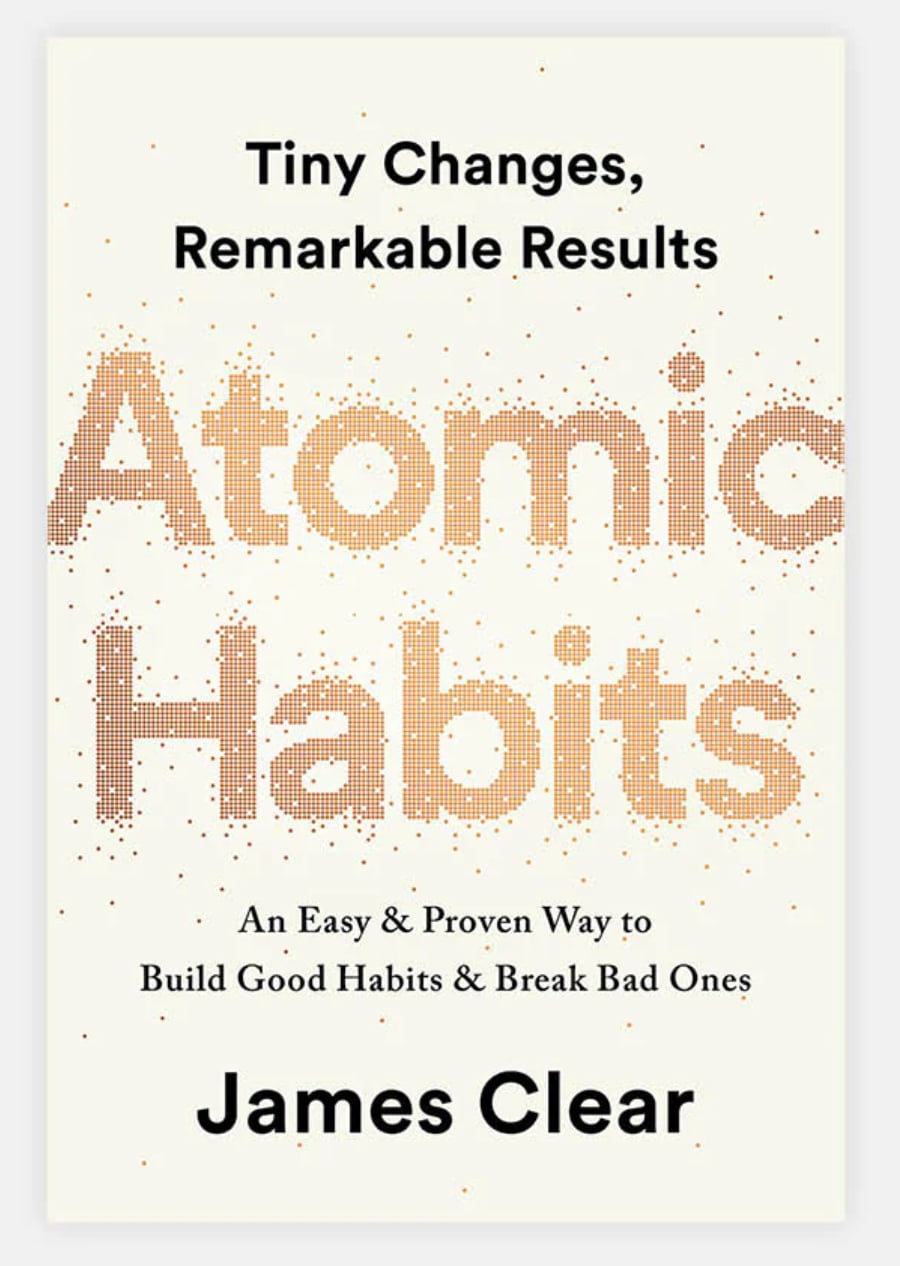 Tiny Changes,
Remarkable Results
Atomic
Habits
An Easy & Proven Way to
Build Good Habits & Break Bad Ones
James Clear